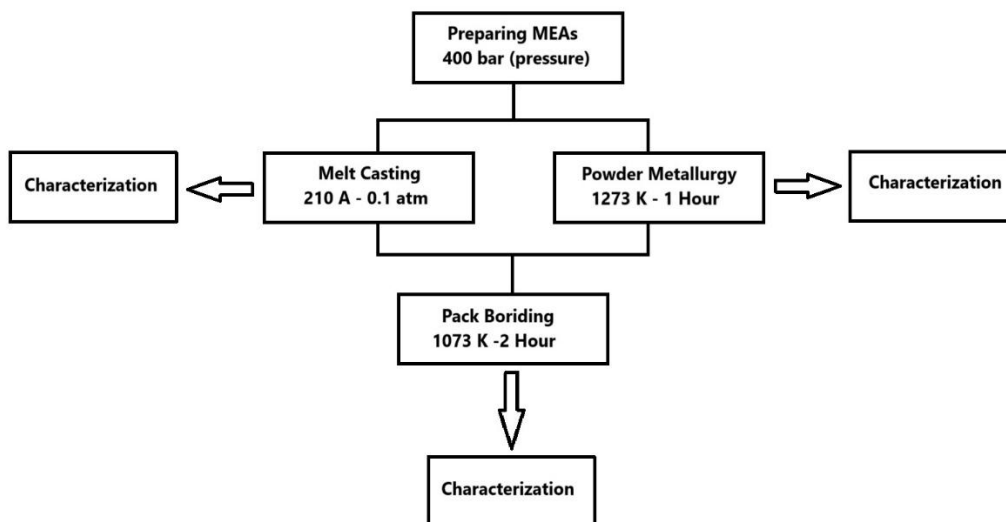 Preparing MEAs
400 bar (pressure)
Characterization
Melt Casting
210 A - 0.1 atm
Powder Metallurgy
1273 K - 1 Hour
Characterization
Pack Boriding
1073 K -2 Hour
Characterization